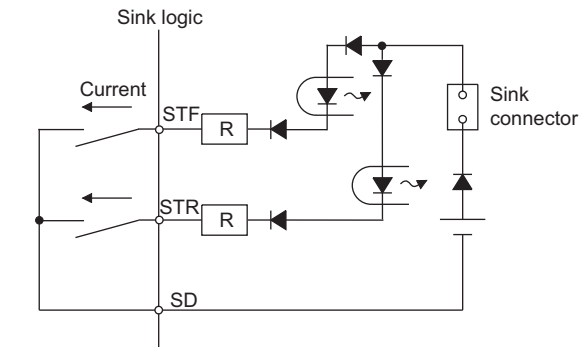 Sink logic
Current
STF
R
Sink
connector
STR
R
SD